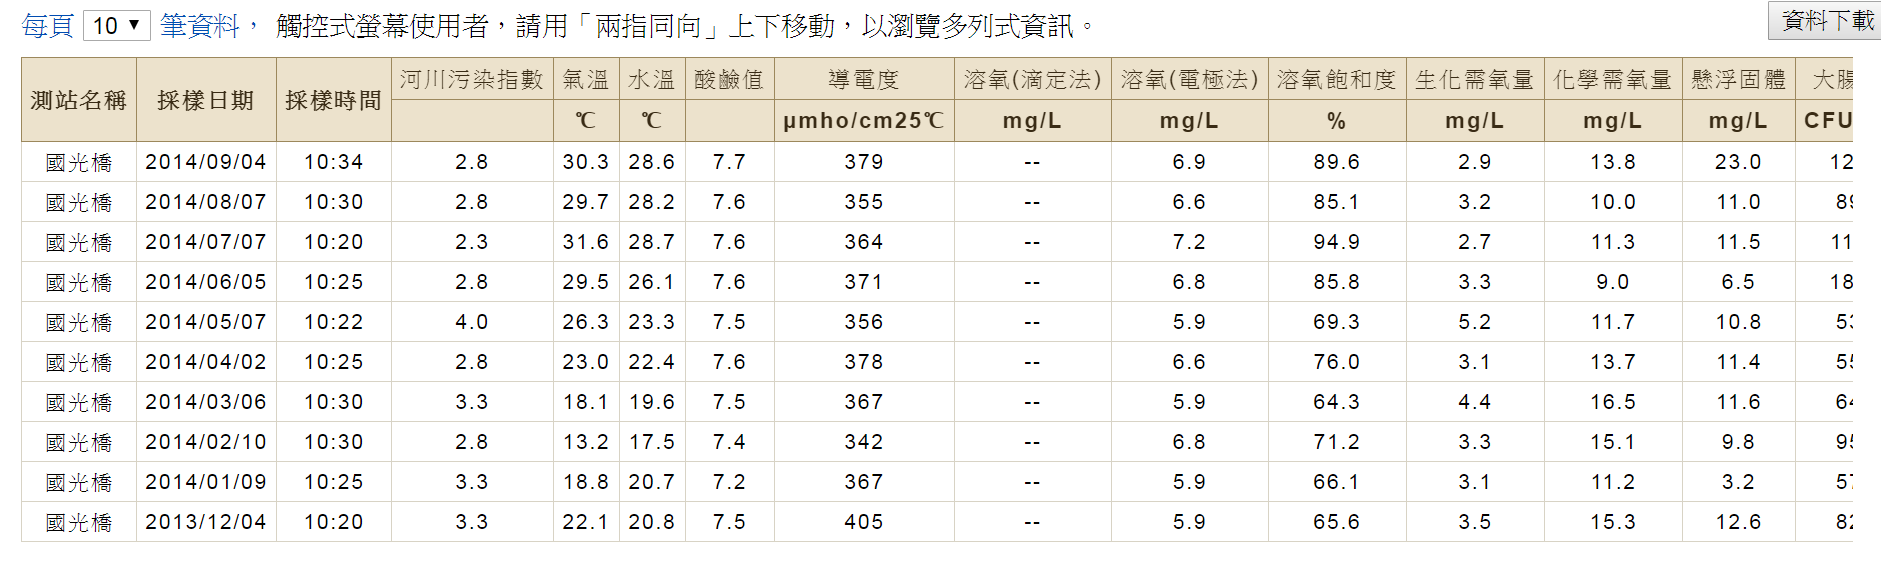 每頁 10 ▼ 筆資料， 觸控式螢幕使用者，請用「兩指同向」上下移動，以瀏覽多列式資訊。 資料下載
測站名稱 採樣日期 採樣時間 河川污染指數 氣溫 水溫 酸鹼值 導電度 溶氧(滴定法) 溶氧(電極法) 溶氧飽和度 生化需氧量 化學需氧量 懸浮固體 大腸
℃ ℃ μmho/cm25℃ mg/L mg/L % mg/L mg/L mg/L CFU
國光橋 2014/09/04 10:34 2.8 30.3 28.6 7.7 379 -- 6.9 89.6 2.9 13.8 23.0 12
國光橋 2014/08/07 10:30 2.8 29.7 28.2 7.6 355 -- 6.6 85.1 3.2 10.0 11.0 8
國光橋 2014/07/07 10:20 2.3 31.6 28.7 7.6 364 -- 7.2 94.9 2.7 11.3 11.5 11
國光橋 2014/06/05 10:25 2.8 29.5 26.1 7.6 371 -- 6.8 85.8 3.3 9.0 6.5 18
國光橋 2014/05/07 10:22 4.0 26.3 23.3 7.5 356 -- 5.9 69.3 5.2 11.7 10.8 5
國光橋 2014/04/02 10:25 2.8 23.0 22.4 7.6 378 -- 6.6 76.0 3.1 13.7 11.4 5
國光橋 2014/03/06 10:30 3.3 18.1 19.6 7.5 367 -- 5.9 64.3 4.4 16.5 11.6 6
國光橋 2014/02/10 10:30 2.8 13.2 17.5 7.4 342 -- 6.8 71.2 3.3 15.1 9.8 9
國光橋 2014/01/09 10:25 3.3 18.8 20.7 7.2 367 -- 5.9 66.1 3.1 11.2 3.2 5
國光橋 2013/12/04 10:20 3.3 22.1 20.8 7.5 405 -- 5.9 65.6 3.5 15.3 12.6 8